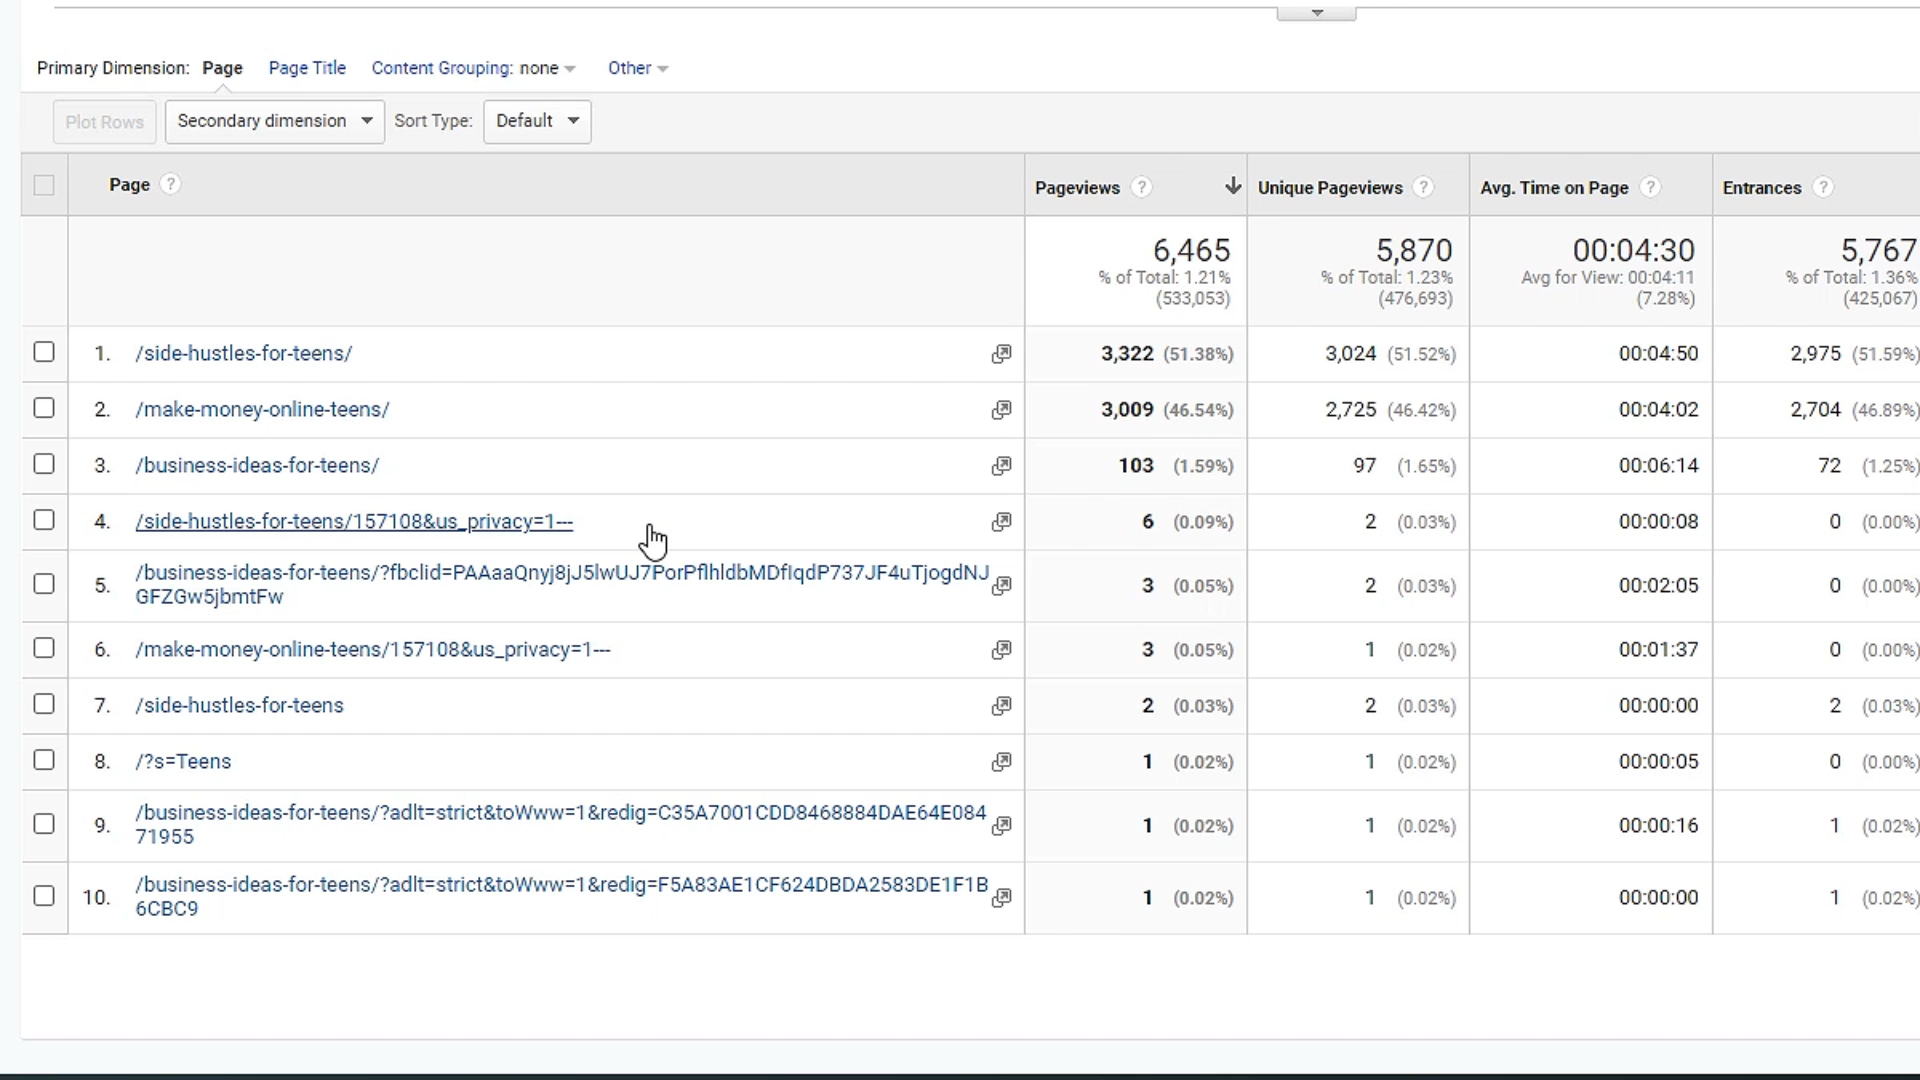 Primary Dimension: Page Page Title Content Grouping: none Other
Plot Rows Secondary dimension Sort Type: Default
Page ? Pageviews ? Unique Pageviews ? Avg. Time on Page ? Entrances ?
6,465 5,870 00:04:30 5,767
% of Total: 1.21% % of Total: 1.23% Avg for View: 00:04:11 % of Total: 1.36%
(533,053) (476,693) (7.28%) (425,067)
1. /side-hustles-for-teens/ 3,322 (51.38%) 3,024 (51.52%) 00:04:50 2,975 (51.59%)
2. /make-money-online-teens/ 3,009 (46.54%) 2,725 (46.42%) 00:04:02 2,704 (46.89%)
3. /business-ideas-for-teens/ 103 (1.59%) 97 (1.65%) 00:06:14 72 (1.25%)
4. /side-hustles-for-teens/157108&us_privacy=1--- 6 (0.09%) 2 (0.03%) 00:00:08 0 (0.00%)
5. /business-ideas-for-teens/?fbclid=PAAaaQnyj8jJ5lwUJ7PorPflhldbMDfIqdP737JF4uTjogdNJ
GFZGw5jbmtFw 3 (0.05%) 2 (0.03%) 00:02:05 0 (0.00%)
6. /make-money-online-teens/157108&us_privacy=1--- 3 (0.05%) 1 (0.02%) 00:01:37 0 (0.00%)
7. /side-hustles-for-teens 2 (0.03%) 2 (0.03%) 00:00:00 2 (0.03%)
8. /?s=Teens 1 (0.02%) 1 (0.02%) 00:00:05 0 (0.00%)
9. /business-ideas-for-teens/?adlt=strict&toWww=1&redig=C35A7001CDD8468884DAE64E084
71955 1 (0.02%) 1 (0.02%) 00:00:16 1 (0.02%)
10. /business-ideas-for-teens/?adlt=strict&toWww=1&redig=F5A83AE1CF624DBDA2583DE1F1B
6CBC9 1 (0.02%) 1 (0.02%) 00:00:00 1 (0.02%)